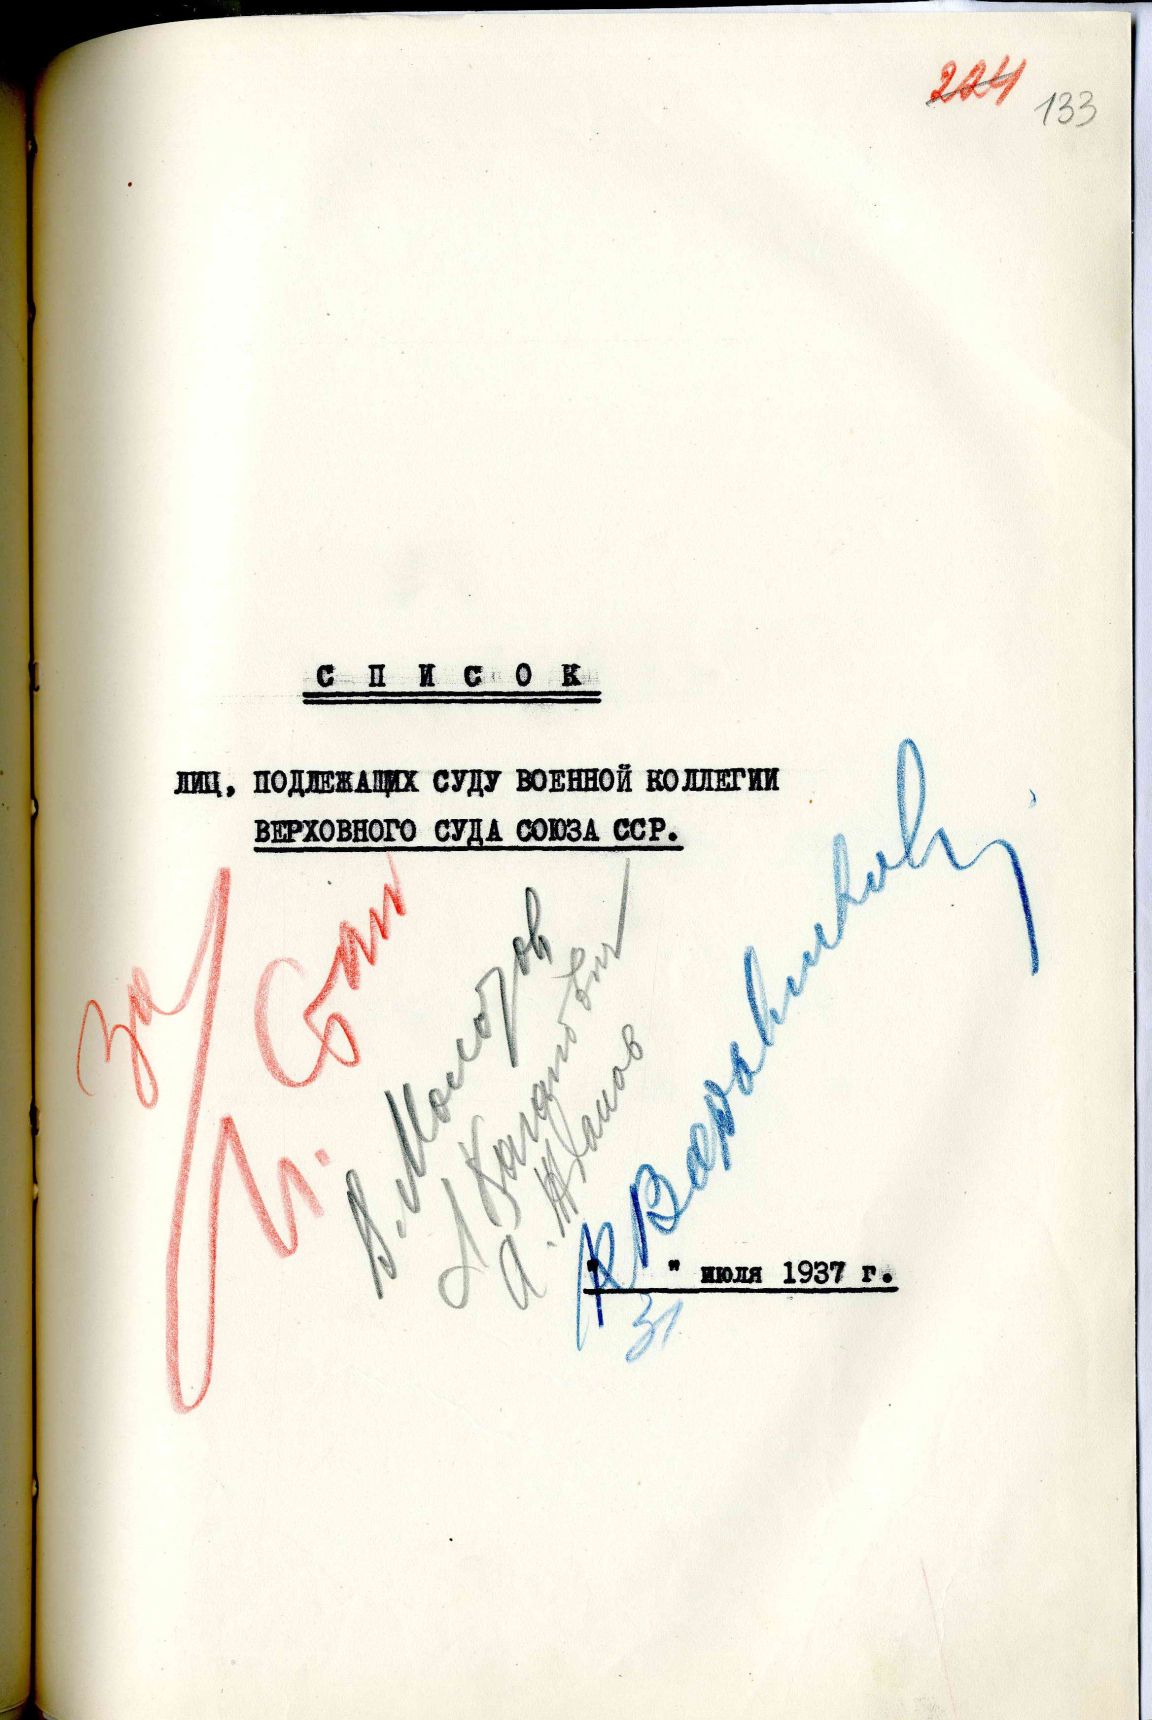 224 133
С П И С О К
ЛИЦ, ПОДЛЕЖАЩИХ СУДУ ВОЕННОЙ КОЛЛЕГИИ
ВЕРХОВНОГО СУДА СОЮЗА ССР.
за
И. Ст
В. Молотов
Л Каганович
А. Жданов
К Ворошилов
" " июля 1937 г.
31